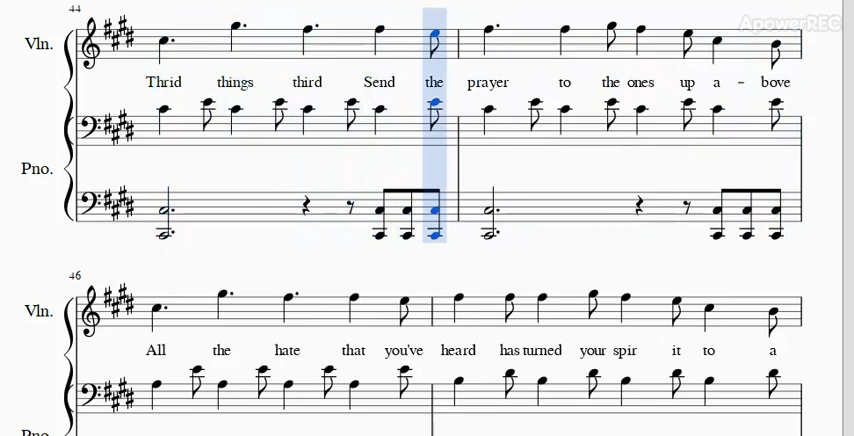 ApowerREC
44
Vln.
Thrid things third Send the prayer to the ones up a - bove
Pno.
46
Vln.
All the hate that you've heard has turned your spir it to a
Pno.